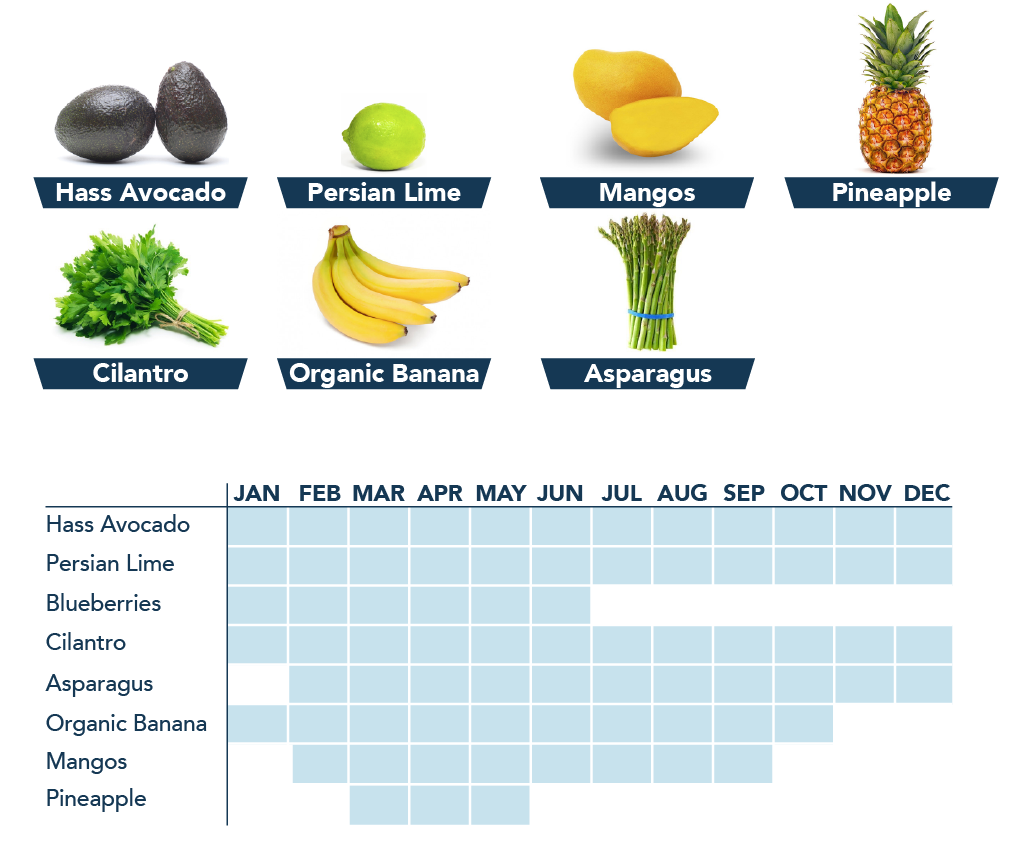 Hass Avocado
Persian Lime
Mangos
Pineapple
Cilantro
Organic Banana
Asparagus
JAN FEB MAR APR MAY JUN JUL AUG SEP OCT NOV DEC
Hass Avocado
Persian Lime
Blueberries
Cilantro
Asparagus
Organic Banana
Mangos
Pineapple